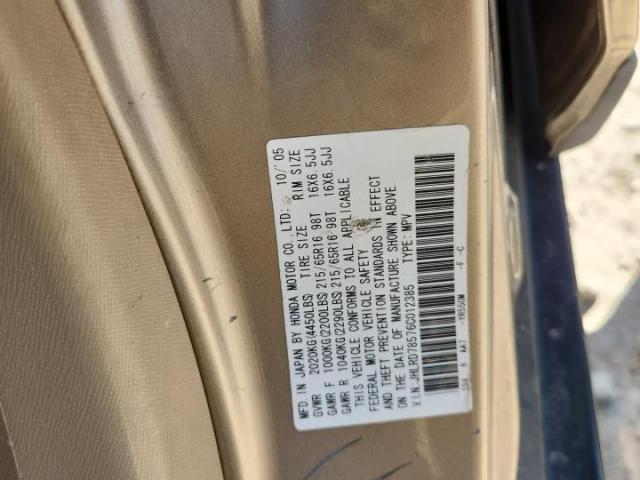 MFD. IN JAPAN BY HONDA MOTOR CO., LTD: 10/'05
GVWR 2020KG(4450LBS) TIRE SIZE RIM SIZE
GAWR F 1000KG(2200LBS) 215/65R16 98T 16X6.5JJ
GAWR R 1040KG(2290LBS) 215/65R16 98T 16X6.5JJ
THIS VEHICLE CONFORMS TO ALL APPLICABLE
FEDERAL MOTOR VEHICLE SAFETY
AND THEFT PREVENTION STANDARDS IN EFFECT
ON THE DATE OF MANUFACTURE SHOWN ABOVE.
V.I.N.:JHLRD78576C012385 TYPE: MPV
6 AA7 -YR550M -F -C